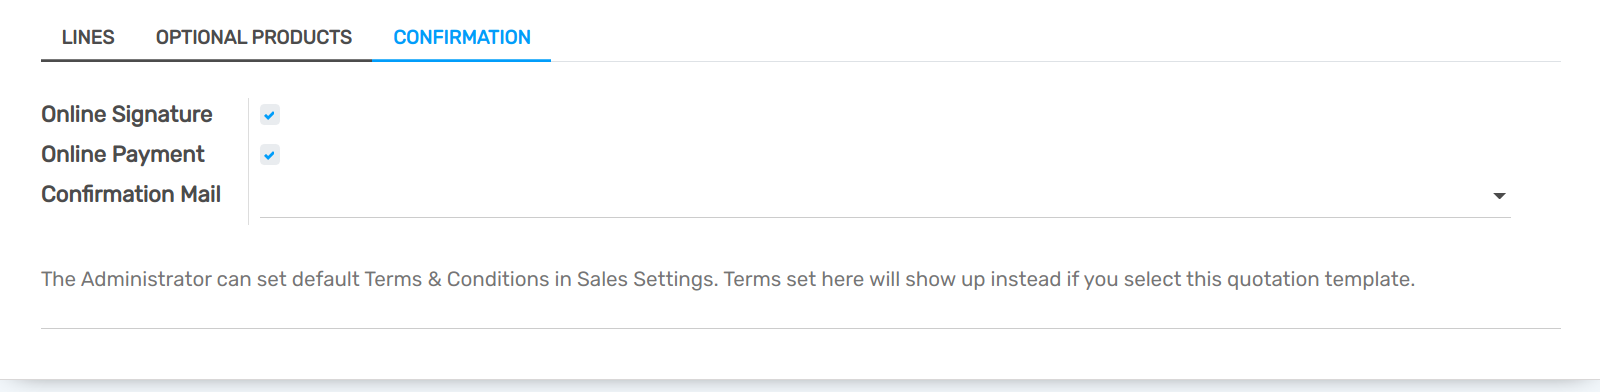 LINES OPTIONAL PRODUCTS CONFIRMATION
Online Signature
Online Payment
Confirmation Mail
The Administrator can set default Terms & Conditions in Sales Settings. Terms set here will show up instead if you select this quotation template.